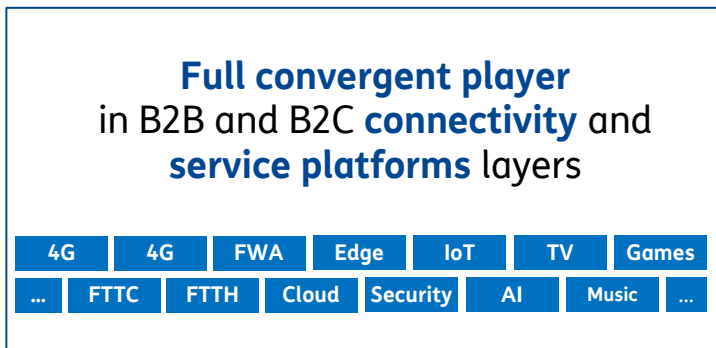 Full convergent player
in B2B and B2C connectivity and
service platforms layers
4G 4G FWA Edge IoT TV Games
... FTTC FTTH Cloud Security AI Music ...